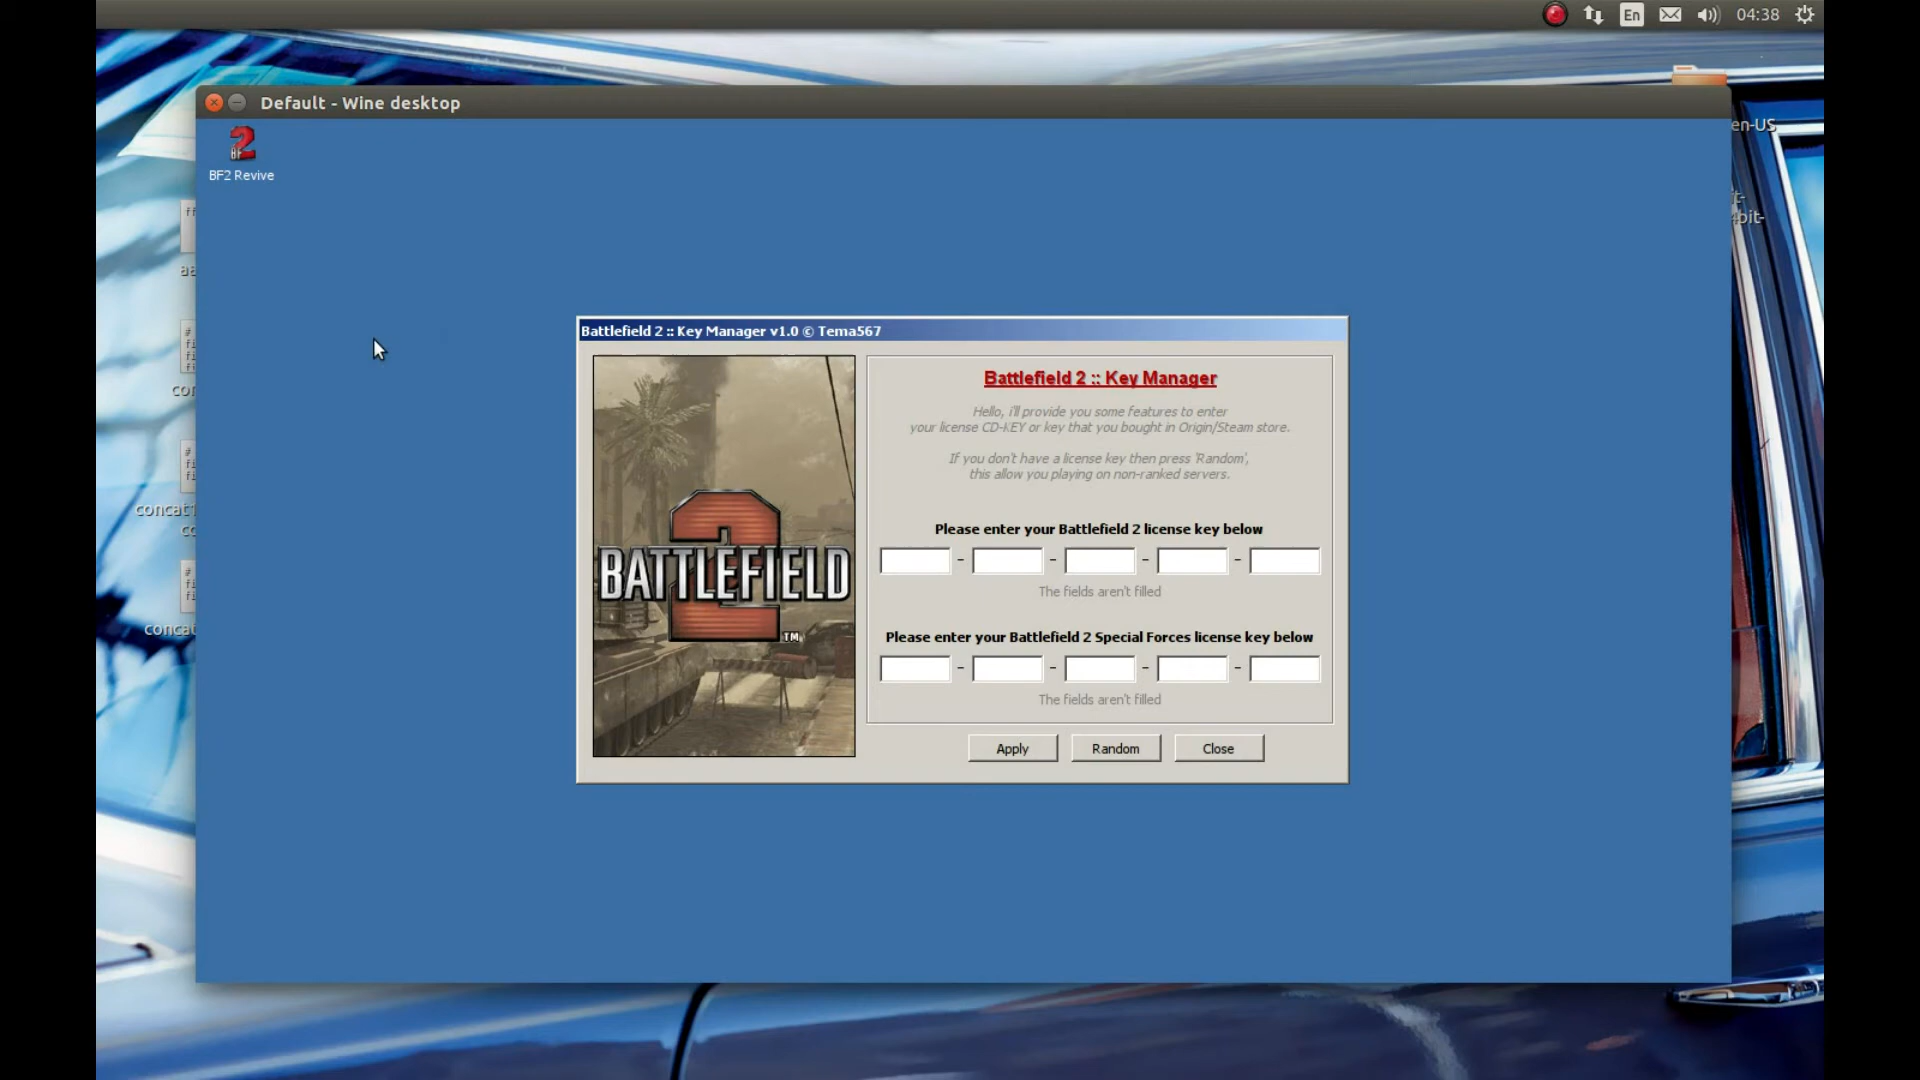 En
04:38
Default - Wine desktop
BF2 Revive
en-US
Battlefield 2 :: Key Manager v1.0 © Tema567
Battlefield 2 :: Key Manager
Hello, i'll provide you some features to enter
your license CD-KEY or key that you bought in Origin/Steam store.
If you don't have a license key then press 'Random',
this allow you playing on non-ranked servers.
2
BATTLEFIELD
TM
Please enter your Battlefield 2 license key below
- - - -
The fields aren't filled
Please enter your Battlefield 2 Special Forces license key below
- - - -
The fields aren't filled
Apply
Random
Close
concat1
concat